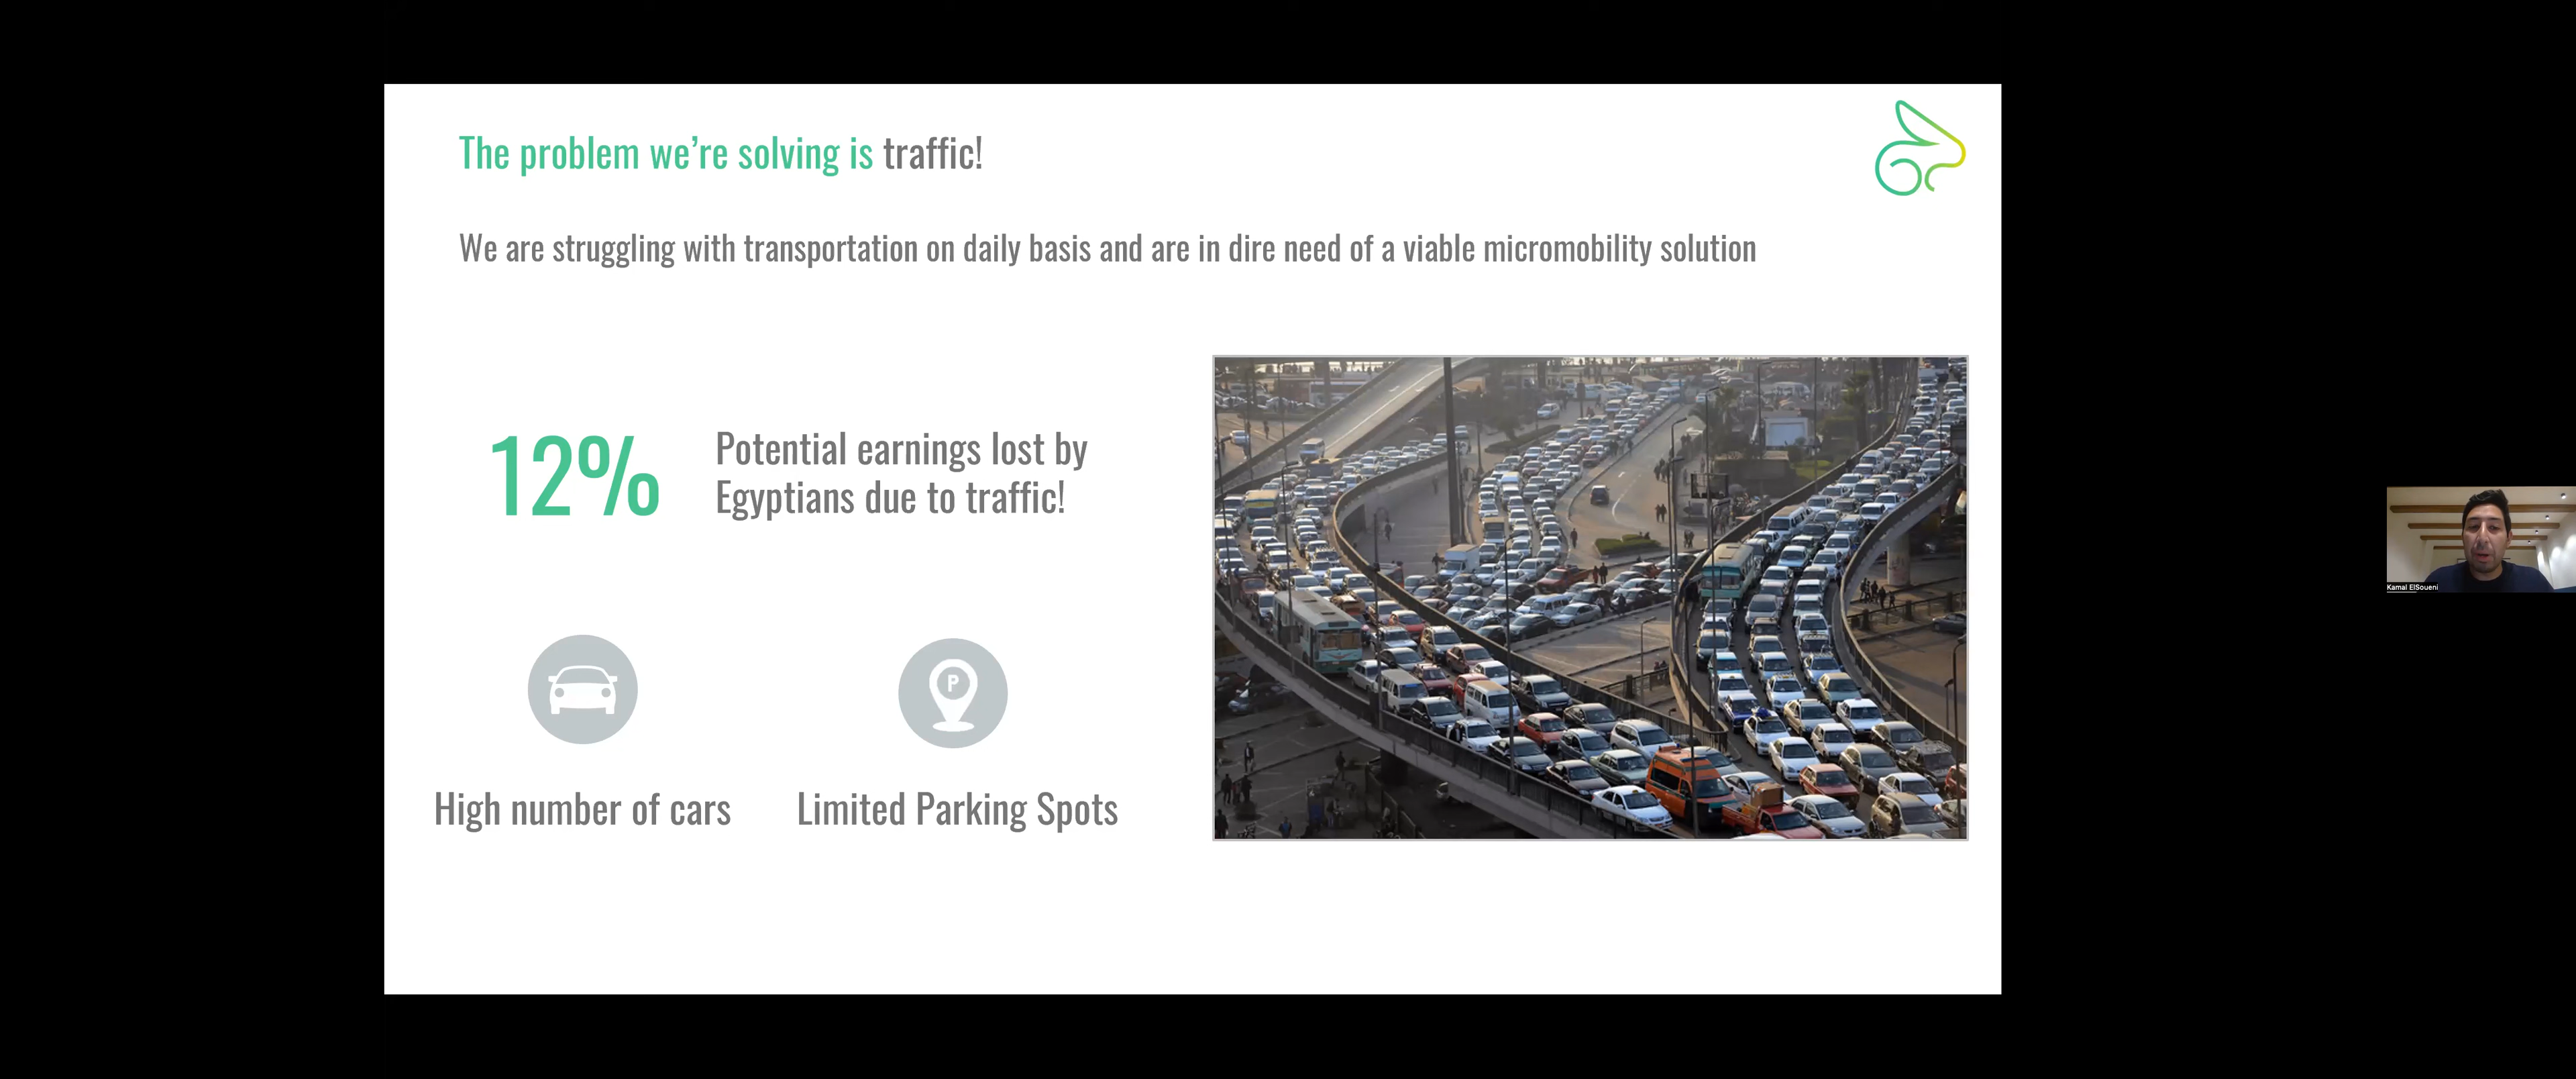 The problem we're solving is traffic!
We are struggling with transportation on daily basis and are in dire need of a viable micromobility solution
12%
Potential earnings lost by
Egyptians due to traffic!
P
High number of cars
Limited Parking Spots
Kamal ElSoueni